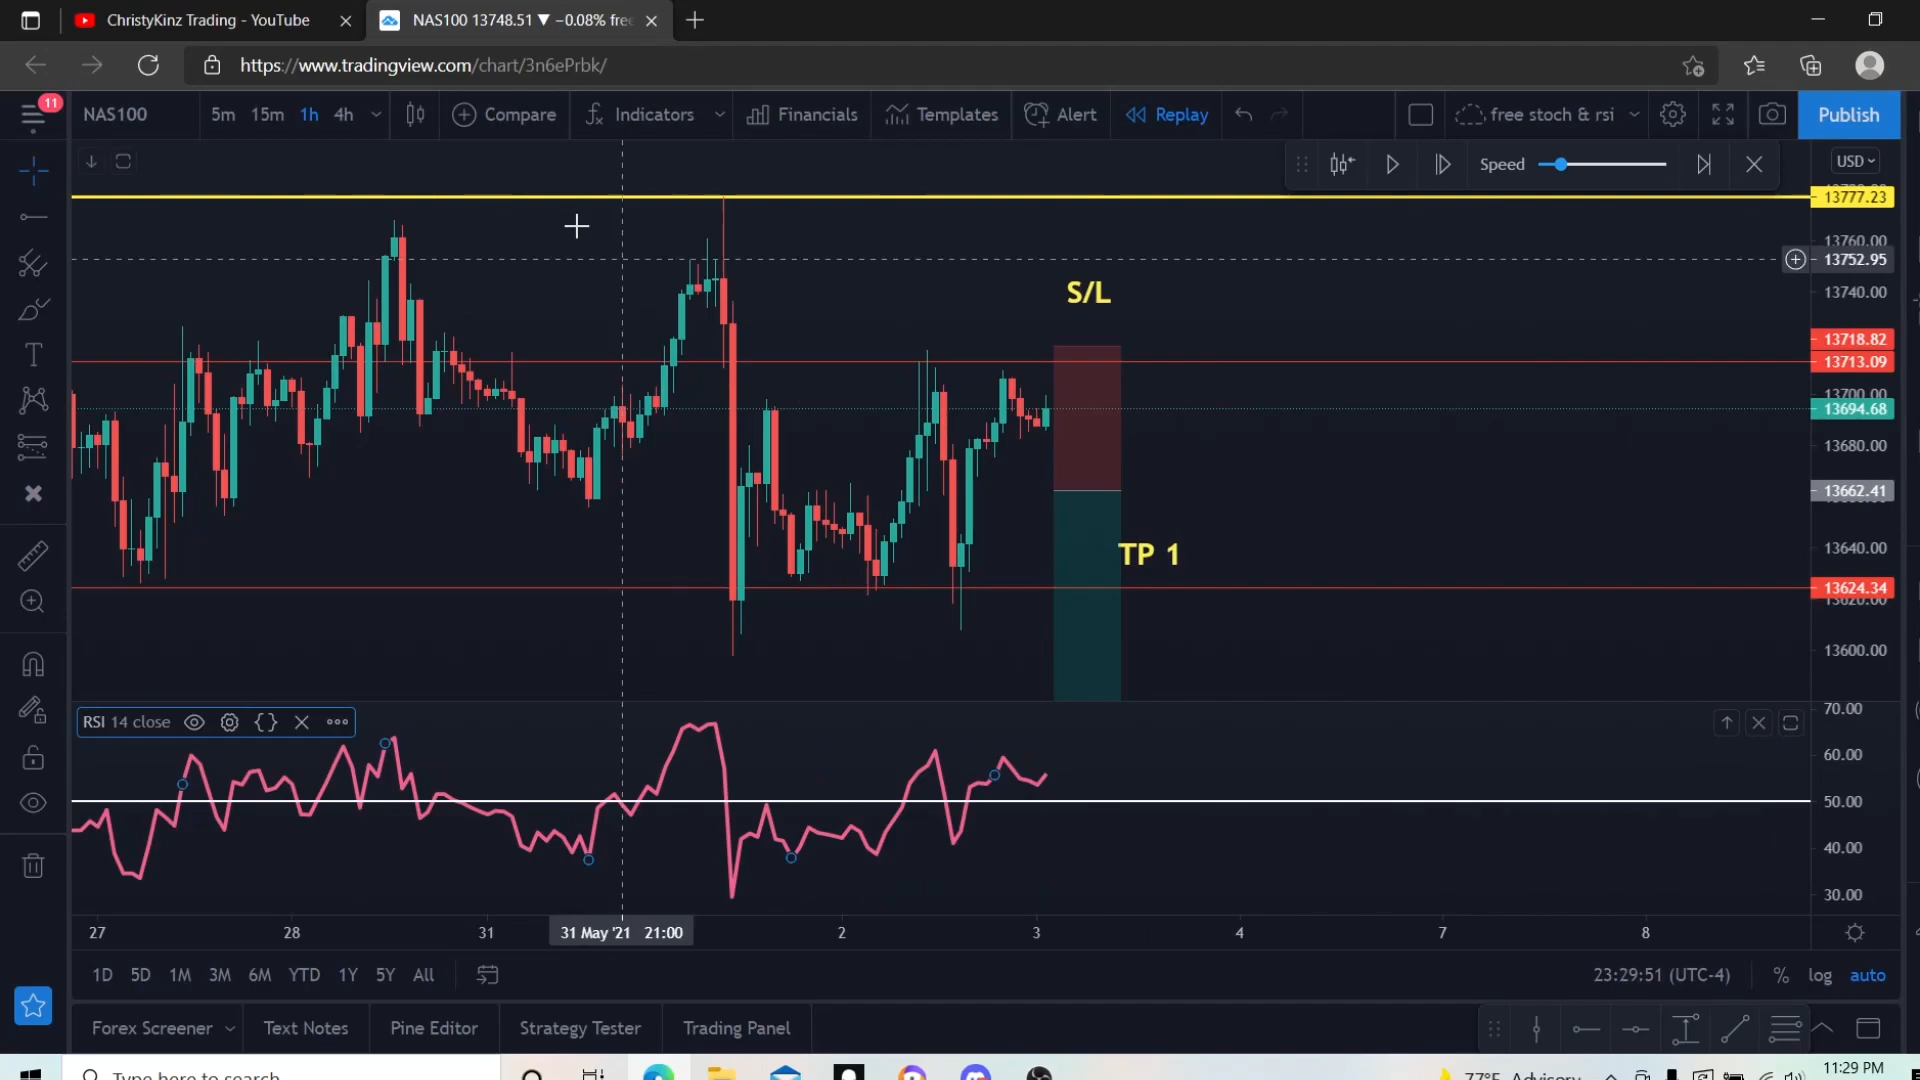 ChristyKinz Trading - YouTube
NAS100 13748.51 ▼ −0.08% free
https://www.tradingview.com/chart/3n6ePrbk/
11
NAS100
5m 15m 1h 4h
Compare
Indicators
Financials
Templates
Alert
Replay
free stoch & rsi
Publish
Speed
USD
13777.23
13760.00
13752.95
13740.00
13718.82
13713.09
13700.00
13694.68
13680.00
13662.41
13640.00
13624.34
13620.00
13600.00
S/L
TP 1
RSI 14 close
70.00
60.00
50.00
40.00
30.00
27 28 31 31 May '21 21:00 2 3 4 7 8
1D 5D 1M 3M 6M YTD 1Y 5Y All
23:29:51 (UTC-4) % log auto
Forex Screener Text Notes Pine Editor Strategy Tester Trading Panel
Type here to search
77°F Advisory
11:29 PM